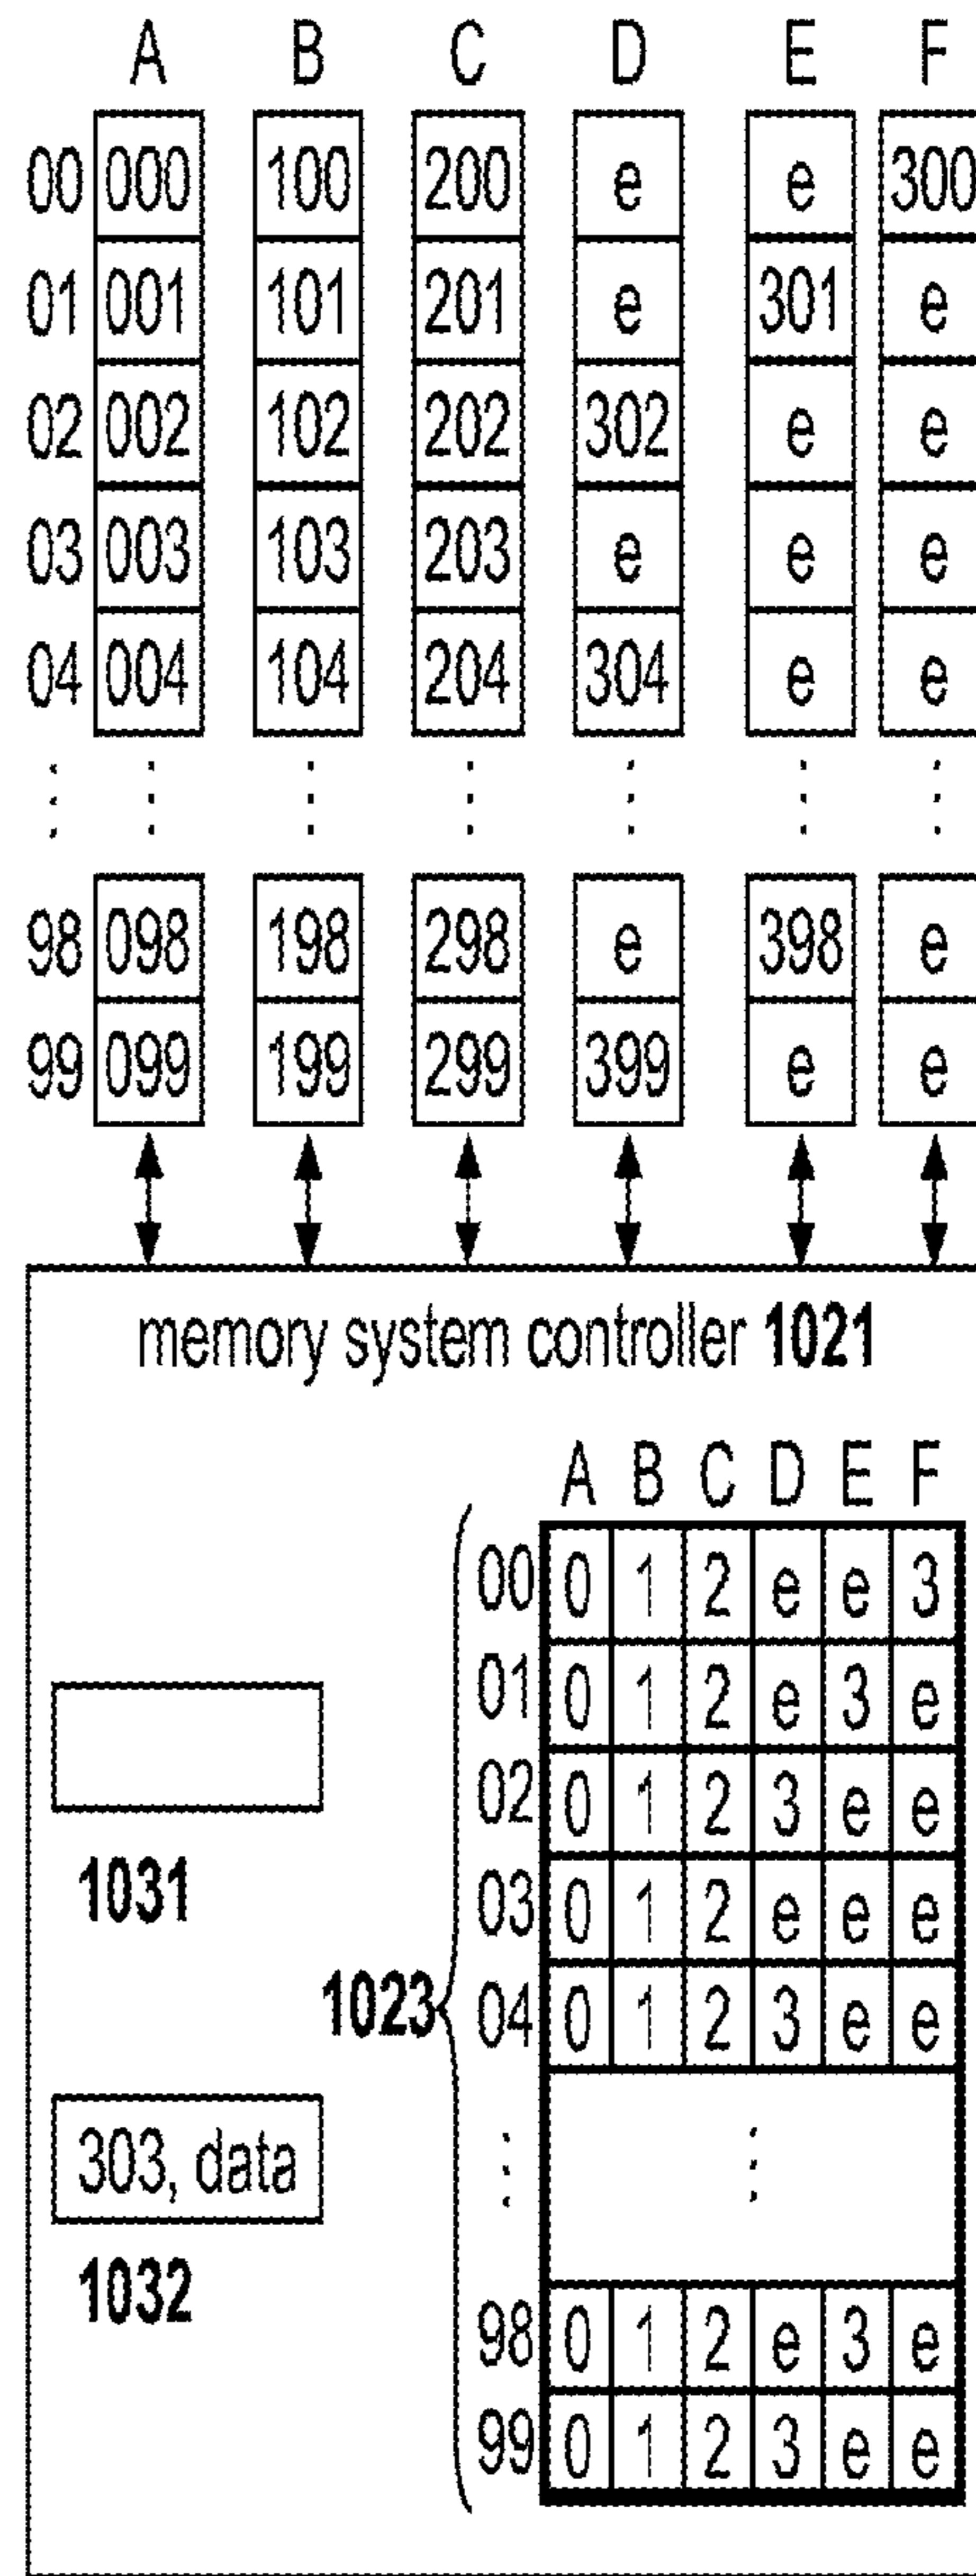 A B C D E F
00 000 100 200 e e 300
01 001 101 201 e 301 e
02 002 102 202 302 e e
03 003 103 203 e e e
04 004 104 204 304 e e
98 098 198 298 e 398 e
99 099 199 299 399 e e
memory system controller 1021
A B C D E F
00 0 1 2 e e 3
01 0 1 2 e 3 e
02 0 1 2 3 e e
1031
03 0 1 2 e e e
1023
04 0 1 2 3 e e
303, data
1032
98 0 1 2 e 3 e
99 0 1 2 3 e e